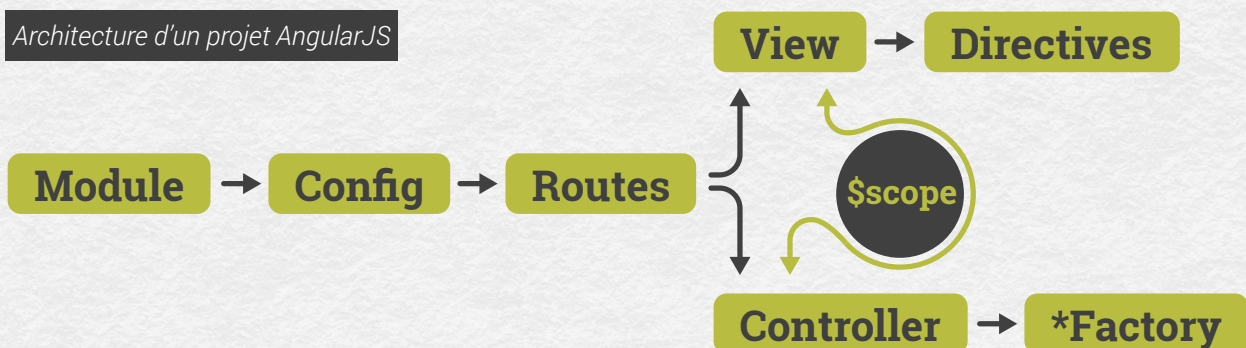 Architecture d'un projet AngularJS
View
Directives
Module
Config
Routes
$scope
Controller
*Factory